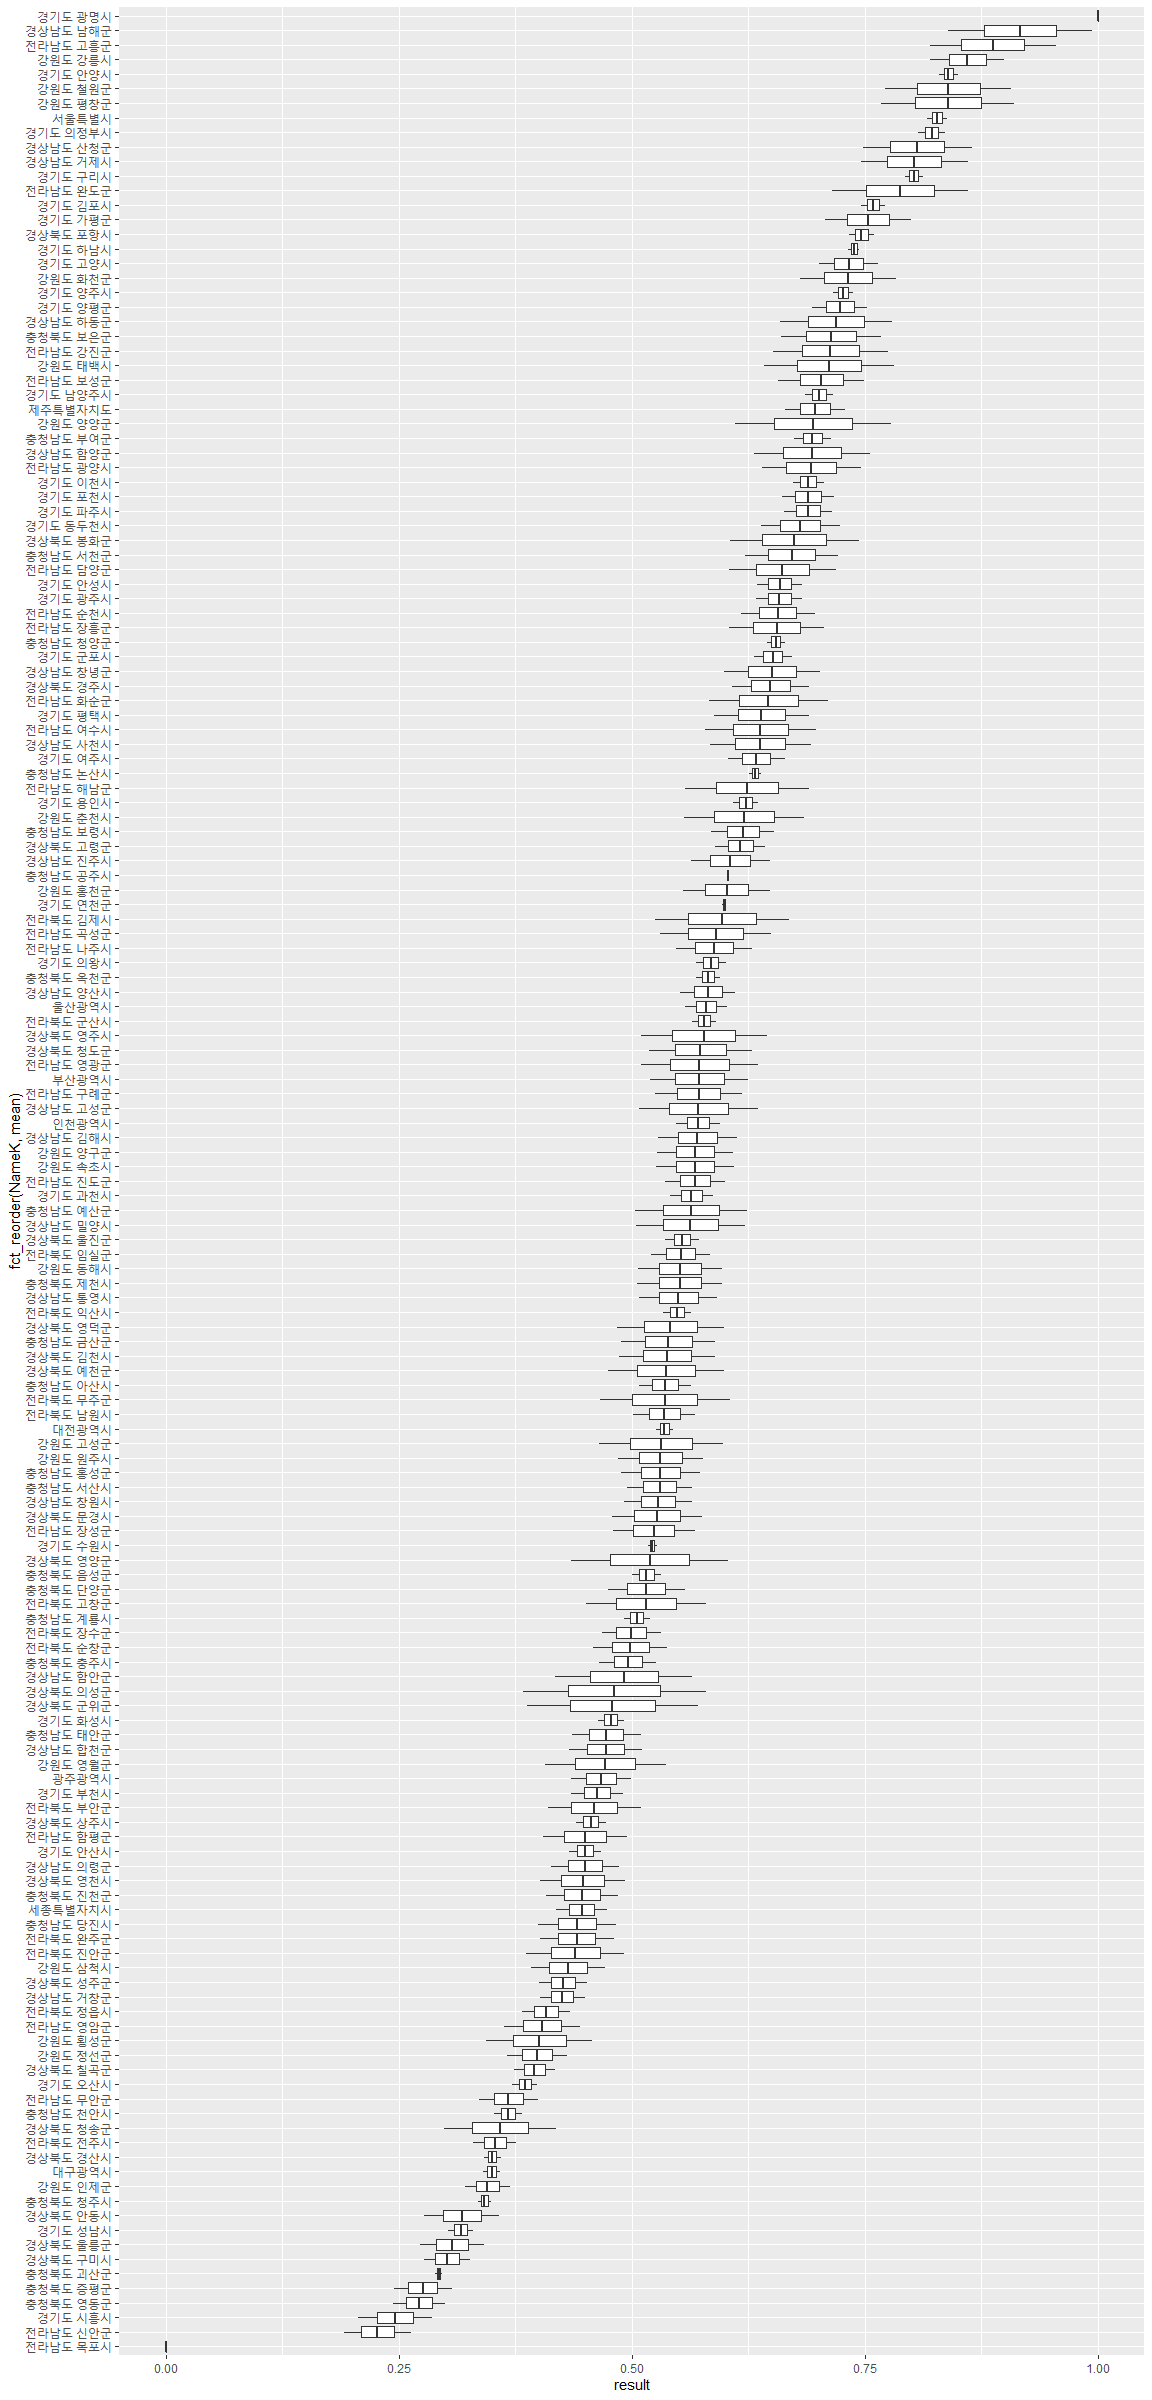 경기도 광명시
경상남도 남해군
전라남도 고흥군
강원도 강릉시
경기도 안양시
강원도 철원군
강원도 평창군
서울특별시
경기도 의정부시
경상남도 산청군
경상남도 거제시
경기도 구리시
전라남도 완도군
경기도 김포시
경기도 가평군
경상북도 포항시
경기도 하남시
경기도 고양시
강원도 화천군
경기도 양주시
경기도 양평군
경상남도 하동군
충청북도 보은군
전라남도 강진군
강원도 태백시
전라남도 보성군
경기도 남양주시
제주특별자치도
강원도 양양군
충청남도 부여군
경상남도 함양군
전라남도 광양시
경기도 이천시
경기도 포천시
경기도 파주시
경기도 동두천시
경상북도 봉화군
충청남도 서천군
전라남도 담양군
경기도 안성시
경기도 광주시
전라남도 순천시
전라남도 장흥군
충청남도 청양군
경기도 군포시
경상남도 창녕군
경상북도 경주시
전라남도 화순군
경기도 평택시
전라남도 여수시
경상남도 사천시
경기도 여주시
충청남도 논산시
전라남도 해남군
경기도 용인시
강원도 춘천시
충청남도 보령시
경상북도 고령군
경상남도 진주시
충청남도 공주시
강원도 홍천군
경기도 연천군
전라북도 김제시
전라남도 곡성군
전라남도 나주시
경기도 의왕시
충청북도 옥천군
경상남도 양산시
울산광역시
전라북도 군산시
경상북도 영주시
경상북도 청도군
전라남도 영광군
부산광역시
전라남도 구례군
경상남도 고성군
인천광역시
경상남도 김해시
강원도 양구군
강원도 속초시
전라남도 진도군
경기도 과천시
충청남도 예산군
경상남도 밀양시
경상북도 울진군
전라북도 임실군
강원도 동해시
충청북도 제천시
경상남도 통영시
전라북도 익산시
경상북도 영덕군
충청남도 금산군
경상북도 김천시
경상북도 예천군
충청남도 아산시
전라북도 무주군
전라북도 남원시
대전광역시
강원도 고성군
강원도 원주시
충청남도 홍성군
충청남도 서산시
경상남도 창원시
경상북도 문경시
전라남도 장성군
경기도 수원시
경상북도 영양군
충청북도 음성군
충청북도 단양군
전라북도 고창군
충청남도 계룡시
전라북도 장수군
전라북도 순창군
충청북도 충주시
경상남도 함안군
경상북도 의성군
경상북도 군위군
경기도 화성시
충청남도 태안군
경상남도 합천군
강원도 영월군
광주광역시
경기도 부천시
전라북도 부안군
경상북도 상주시
전라남도 함평군
경기도 안산시
경상남도 의령군
경상북도 영천시
충청북도 진천군
세종특별자치시
충청남도 당진시
전라북도 완주군
전라북도 진안군
강원도 삼척시
경상북도 성주군
경상남도 거창군
전라북도 정읍시
전라남도 영암군
강원도 횡성군
강원도 정선군
경상북도 칠곡군
경기도 오산시
전라남도 무안군
충청남도 천안시
경상북도 청송군
전라북도 전주시
경상북도 경산시
대구광역시
강원도 인제군
충청북도 청주시
경상북도 안동시
경기도 성남시
경상북도 울릉군
경상북도 구미시
충청북도 괴산군
충청북도 증평군
충청북도 영동군
경기도 시흥시
전라남도 신안군
전라남도 목포시
fct_reorder(NameK, mean)
0.00 0.25 0.50 0.75 1.00
result